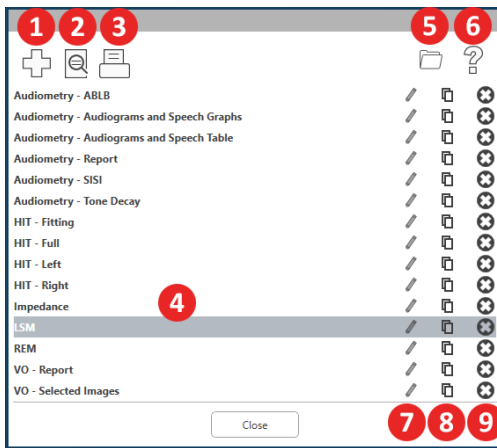 1 2 3 5 6
Audiometry - ABLB
Audiometry - Audiograms and Speech Graphs
Audiometry - Audiograms and Speech Table
Audiometry - Report
Audiometry - SISI
Audiometry - Tone Decay
HIT - Fitting
HIT - Full
HIT - Left
HIT - Right
Impedance
4
LSM
REM
VO - Report
VO - Selected Images
Close
7 8 9